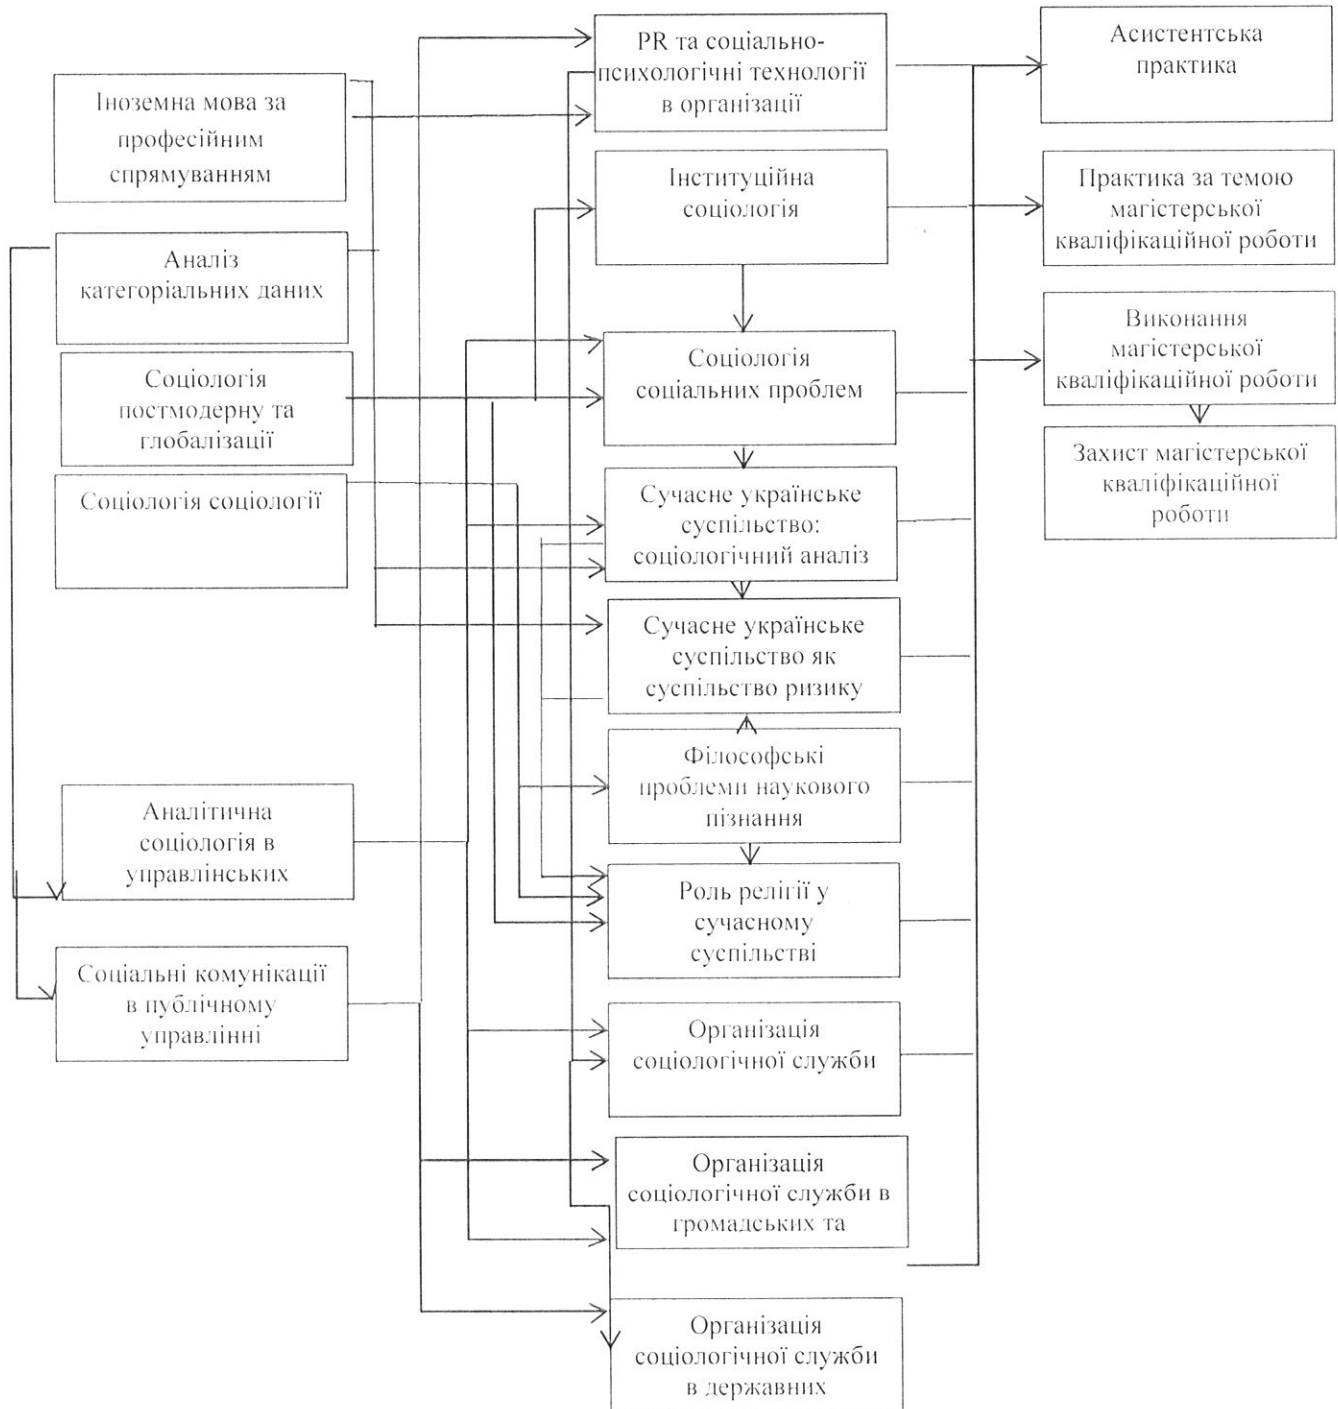 Іноземна мова за
професійним
спрямуванням
Аналіз
категоріальних даних
Соціологія
постмодерну та
глобалізації
Соціологія соціології
Аналітична
соціологія в
управлінських
Соціальні комунікації
в публічному
управлінні
PR та соціально-
психологічні технології
в організації
Інституційна
соціологія
Соціологія
соціальних проблем
Сучасне українське
суспільство:
соціологічний аналіз
Сучасне українське
суспільство як
суспільство ризику
Філософські
проблеми наукового
пізнання
Роль релігії у
сучасному
суспільстві
Організація
соціологічної служби
Організація
соціологічної служби в
громадських та
Організація
соціологічної служби
в державних
Асистентська
практика
Практика за темою
магістерської
кваліфікаційної роботи
Виконання
магістерської
кваліфікаційної роботи
Захист магістерської
кваліфікаційної
роботи